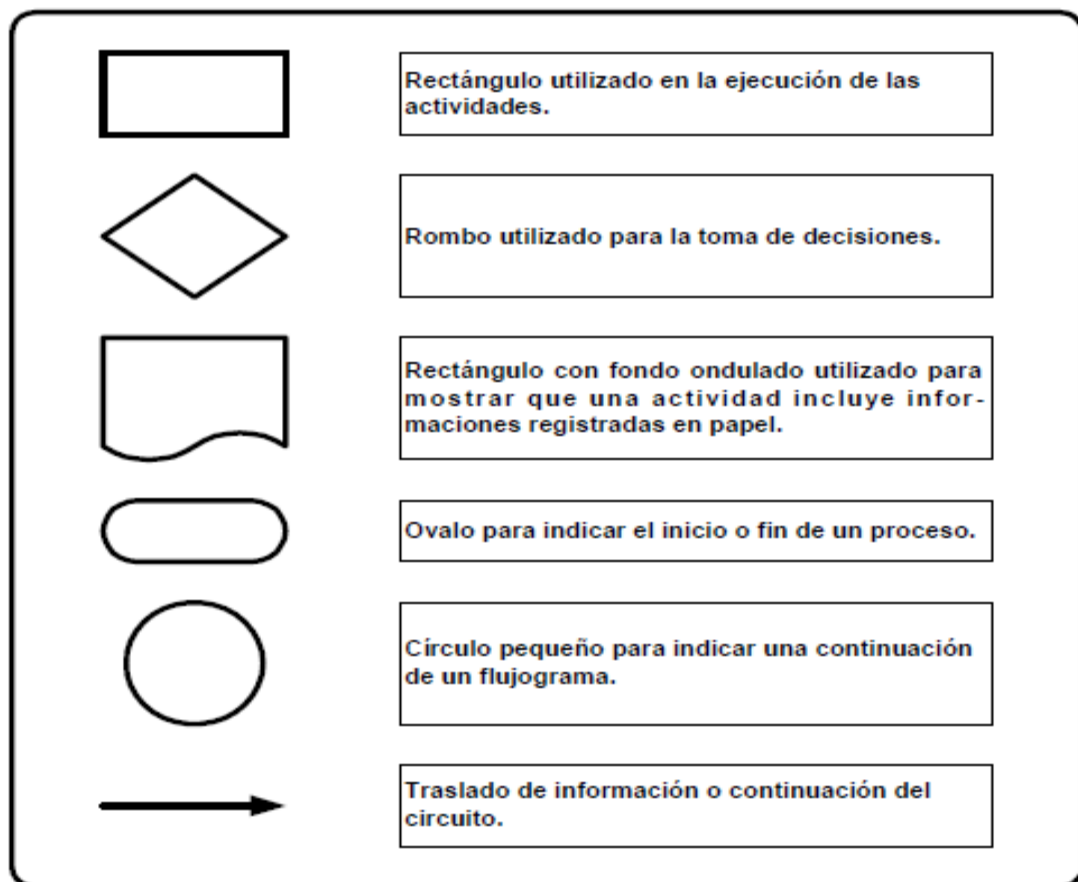 Rectángulo utilizado en la ejecución de las
actividades.
Rombo utilizado para la toma de decisiones.
Rectángulo con fondo ondulado utilizado para
mostrar que una actividad incluye infor-
maciones registradas en papel.
Ovalo para indicar el inicio o fin de un proceso.
Círculo pequeño para indicar una continuación
de un flujograma.
Traslado de información o continuación del
circuito.